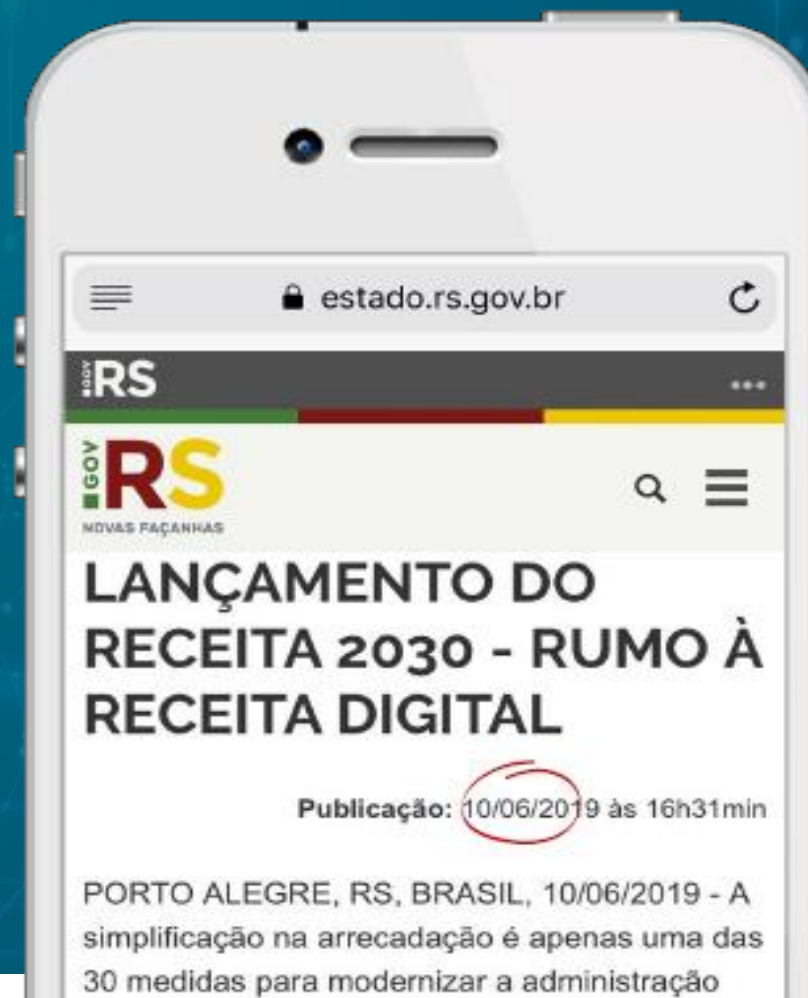 estado.rs.gov.br
GOV RS
GOV RS
NOVAS FAÇANHAS
LANÇAMENTO DO
RECEITA 2030 - RUMO À
RECEITA DIGITAL
Publicação: 10/06/2019 às 16h31min
PORTO ALEGRE, RS, BRASIL, 10/06/2019 - A
simplificação na arrecadação é apenas uma das
30 medidas para modernizar a administração